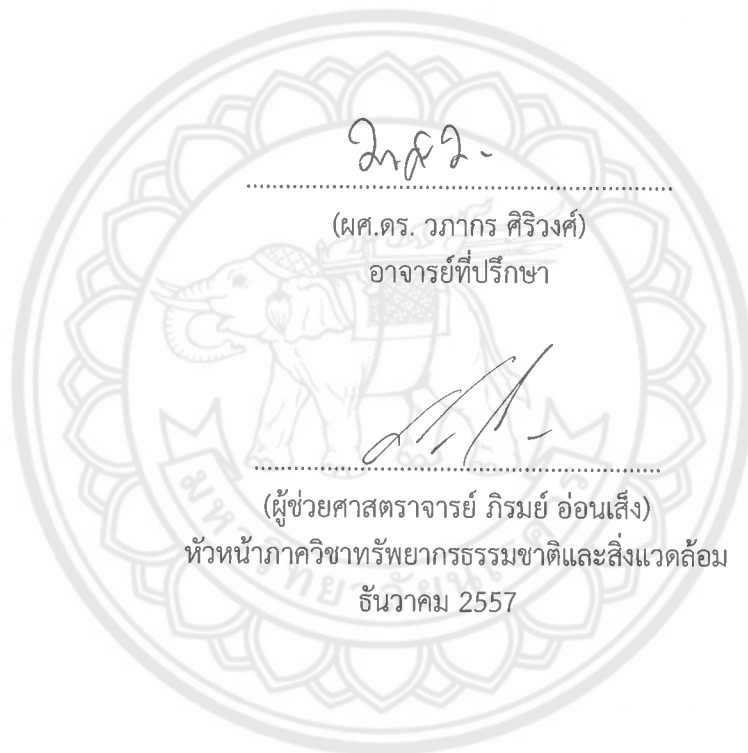 (ผศ.ดร. วภากร ศิริวงศ์)
อาจารย์ที่ปรึกษา
(ผู้ช่วยศาสตราจารย์ ภิรมย์ อ่อนเส็ง)
หัวหน้าภาควิชาทรัพยากรธรรมชาติและสิ่งแวดล้อม
ธันวาคม 2557